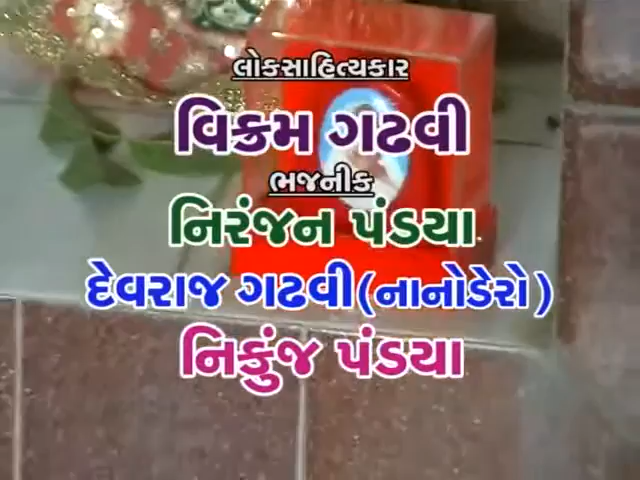 લોકસાહિત્યકાર
વિક્રમ ગઢવી
ભજનીક
નિરંજન પંડયા
દેવરાજ ગઢવી(નાનોડેરો)
નિકુંજ પંડયા